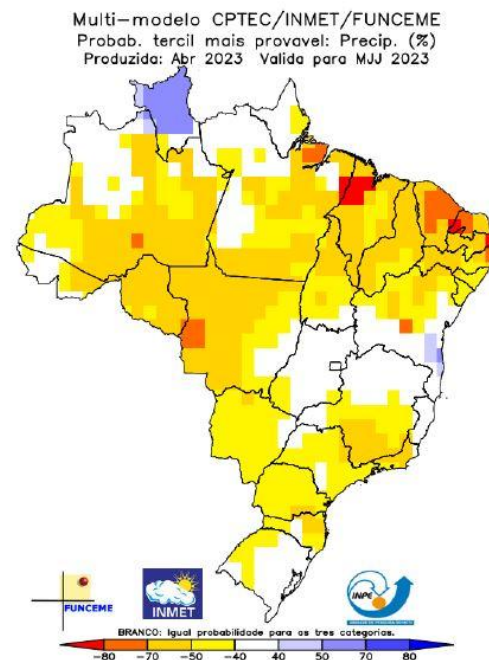 Multi-modelo CPTEC/INMET/FUNCEME
Probab. tercil mais provavel: Precip. (%)
Produzida: Abr 2023 Valida para MJJ 2023
FUNCEME
INMET
INPE
BRANCO: Igual probabilidade para as tres categorias.
-80 -70 -50 -40 40 50 70 80